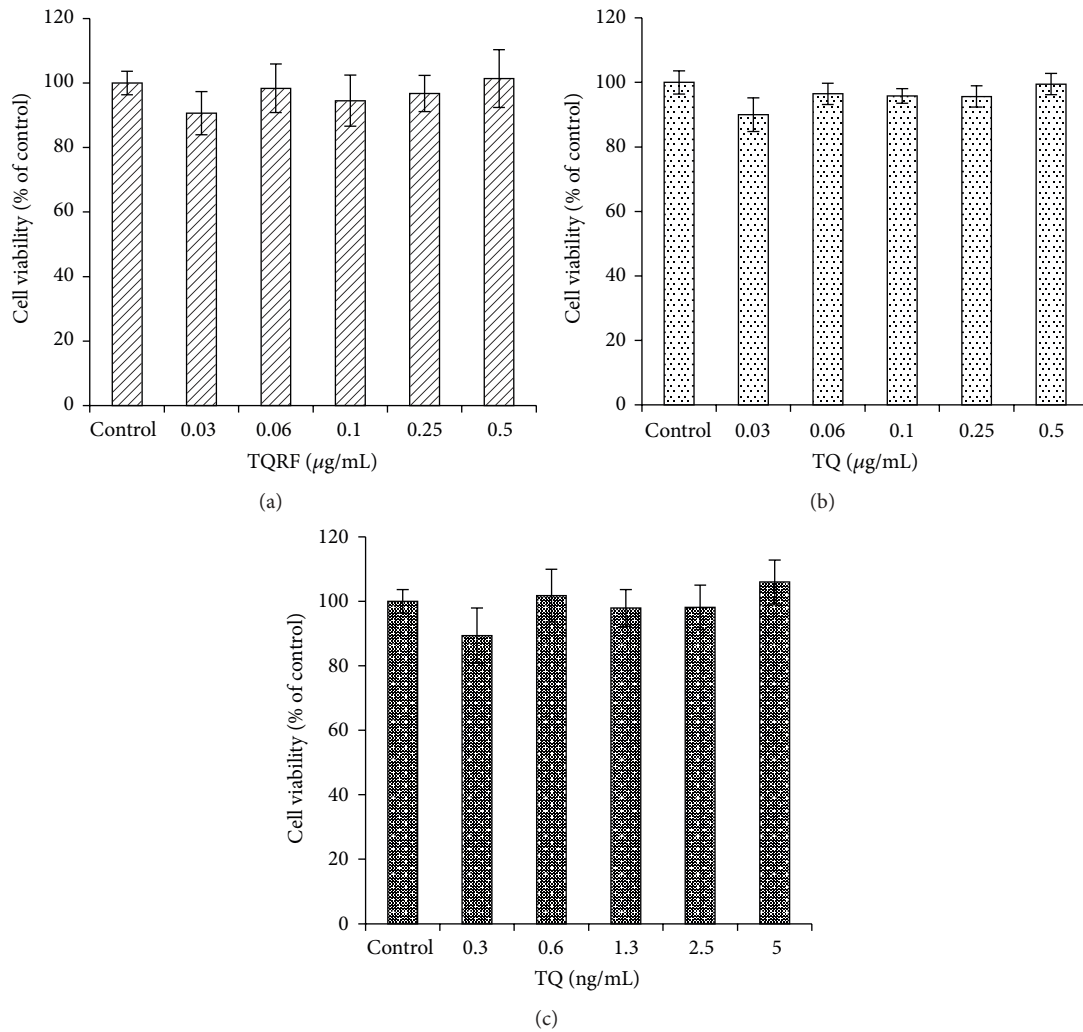 120
100
80
60
40
20
0
Cell viability (% of control)
Control 0.03 0.06 0.1 0.25 0.5
TQRF (μg/mL)
(a)
120
100
80
60
40
20
0
Cell viability (% of control)
Control 0.03 0.06 0.1 0.25 0.5
TQ (μg/mL)
(b)
120
100
80
60
40
20
0
Cell viability (% of control)
Control 0.3 0.6 1.3 2.5 5
TQ (ng/mL)
(c)